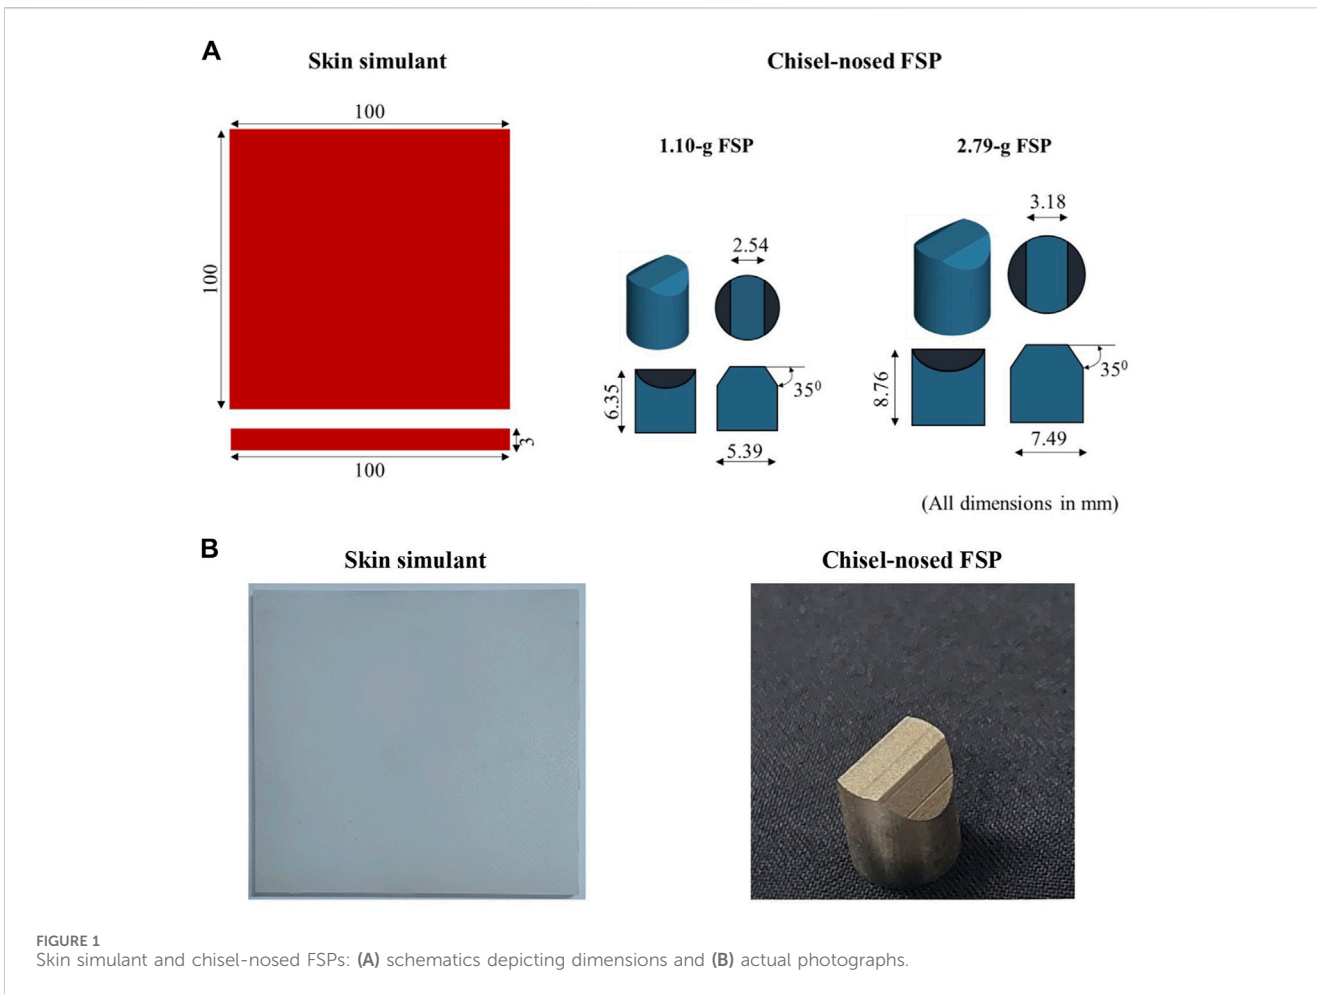 A
Skin simulant
Chisel-nosed FSP
100
1.10-g FSP
2.79-g FSP
3.18
2.54
100
6.35
35⁰
8.76
35⁰
3
5.39
7.49
100
(All dimensions in mm)
B
Skin simulant
Chisel-nosed FSP
FIGURE 1
Skin simulant and chisel-nosed FSPs: (A) schematics depicting dimensions and (B) actual photographs.